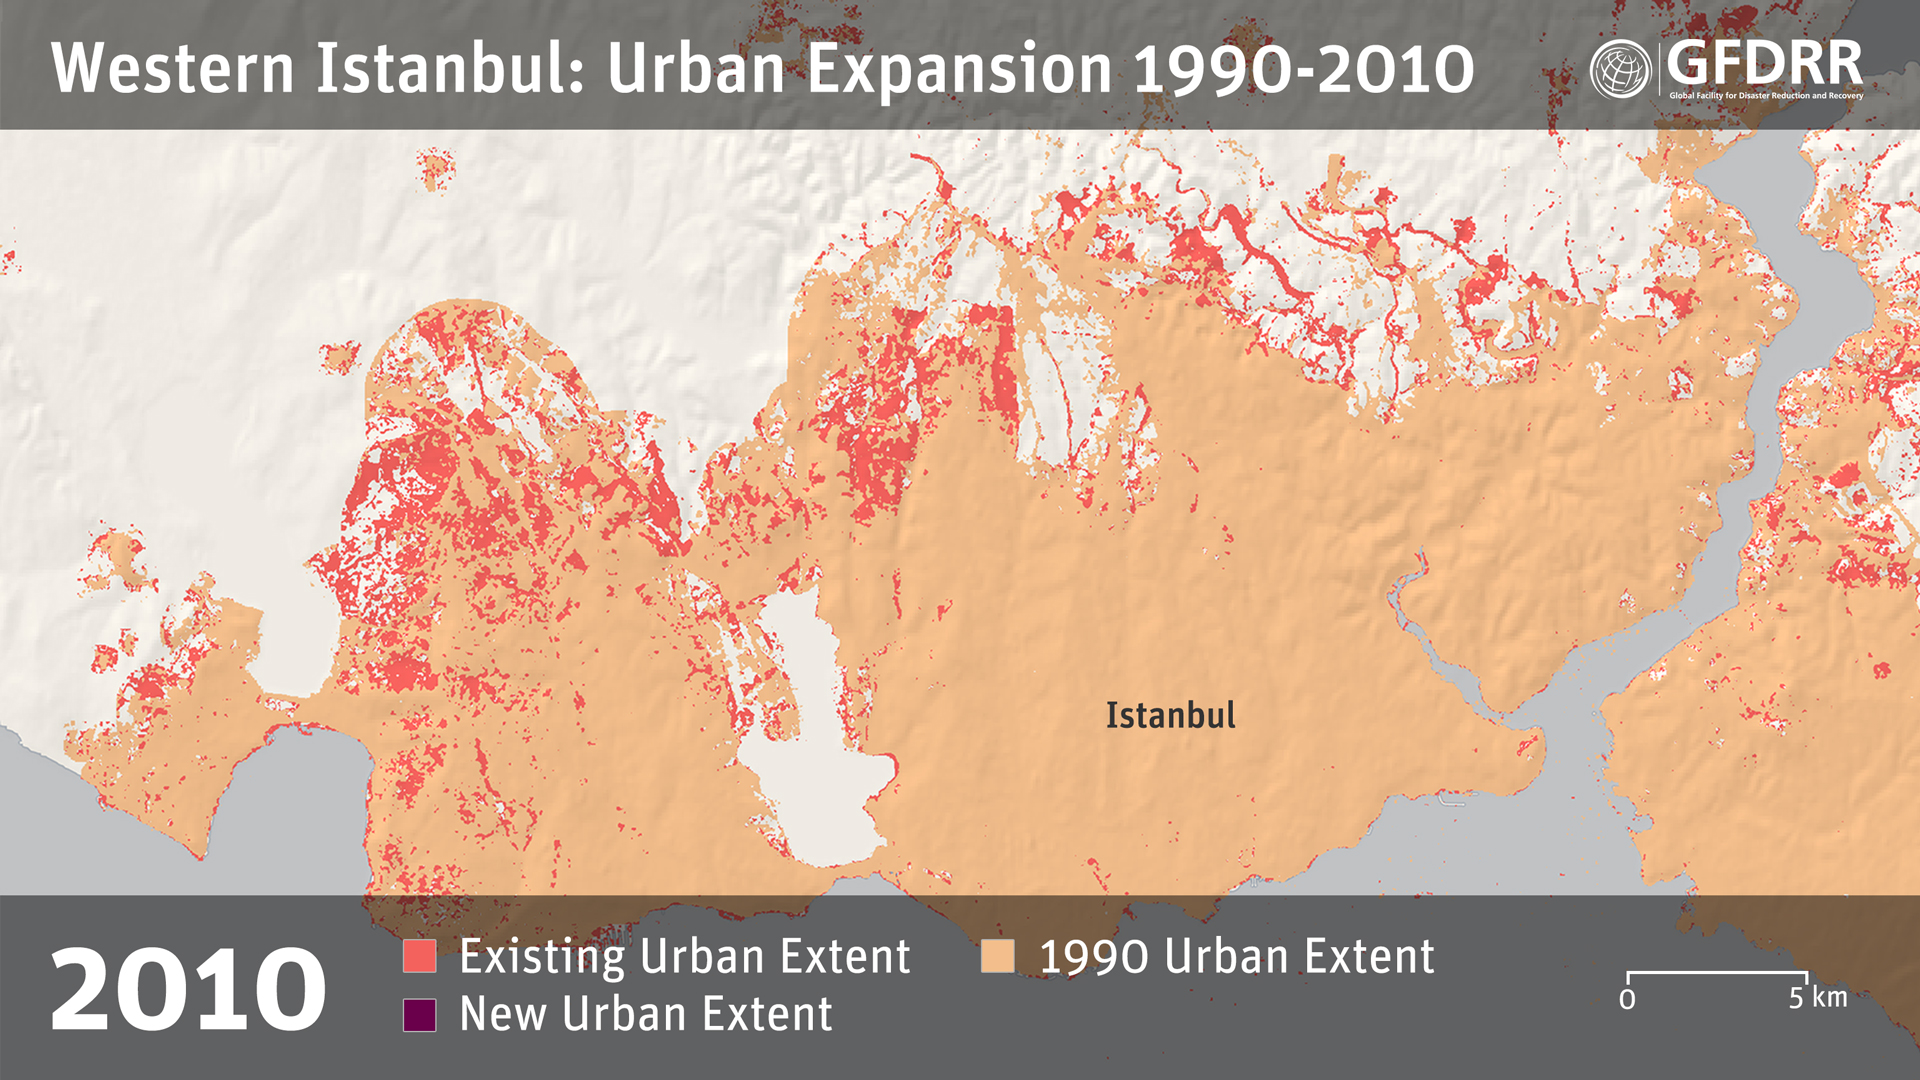 Western Istanbul: Urban Expansion 1990-2010
GFDRR
Global Facility for Disaster Reduction and Recovery
Istanbul
2010
Existing Urban Extent
1990 Urban Extent
New Urban Extent
0
5 km